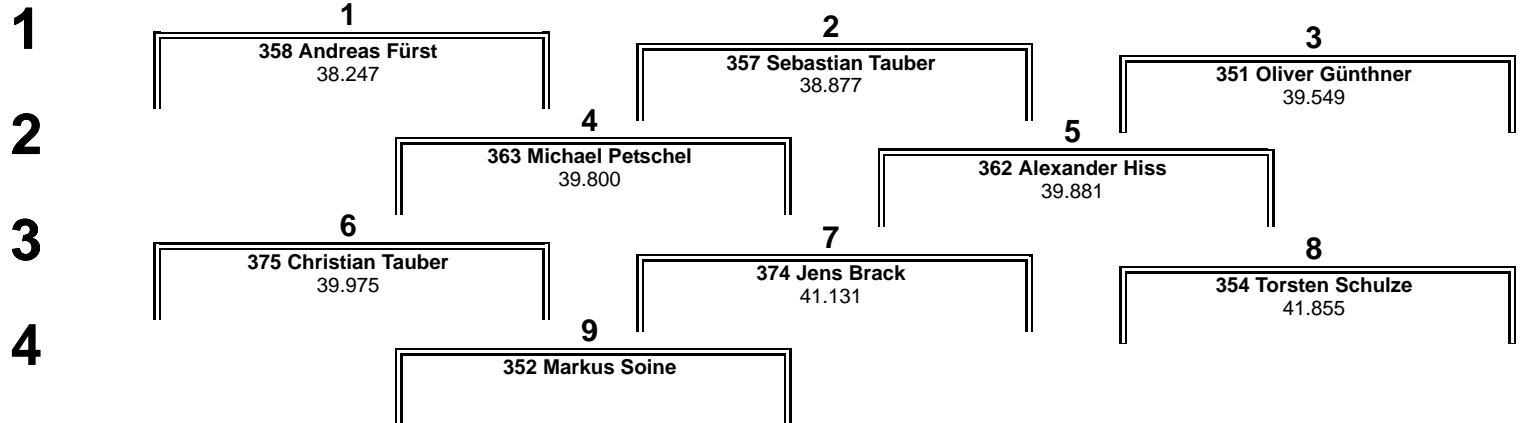 1
1
358 Andreas Fürst
38.247
2
357 Sebastian Tauber
38.877
3
351 Oliver Günthner
39.549
2
4
363 Michael Petschel
39.800
5
362 Alexander Hiss
39.881
3
6
375 Christian Tauber
39.975
7
374 Jens Brack
41.131
8
354 Torsten Schulze
41.855
4
9
352 Markus Soine